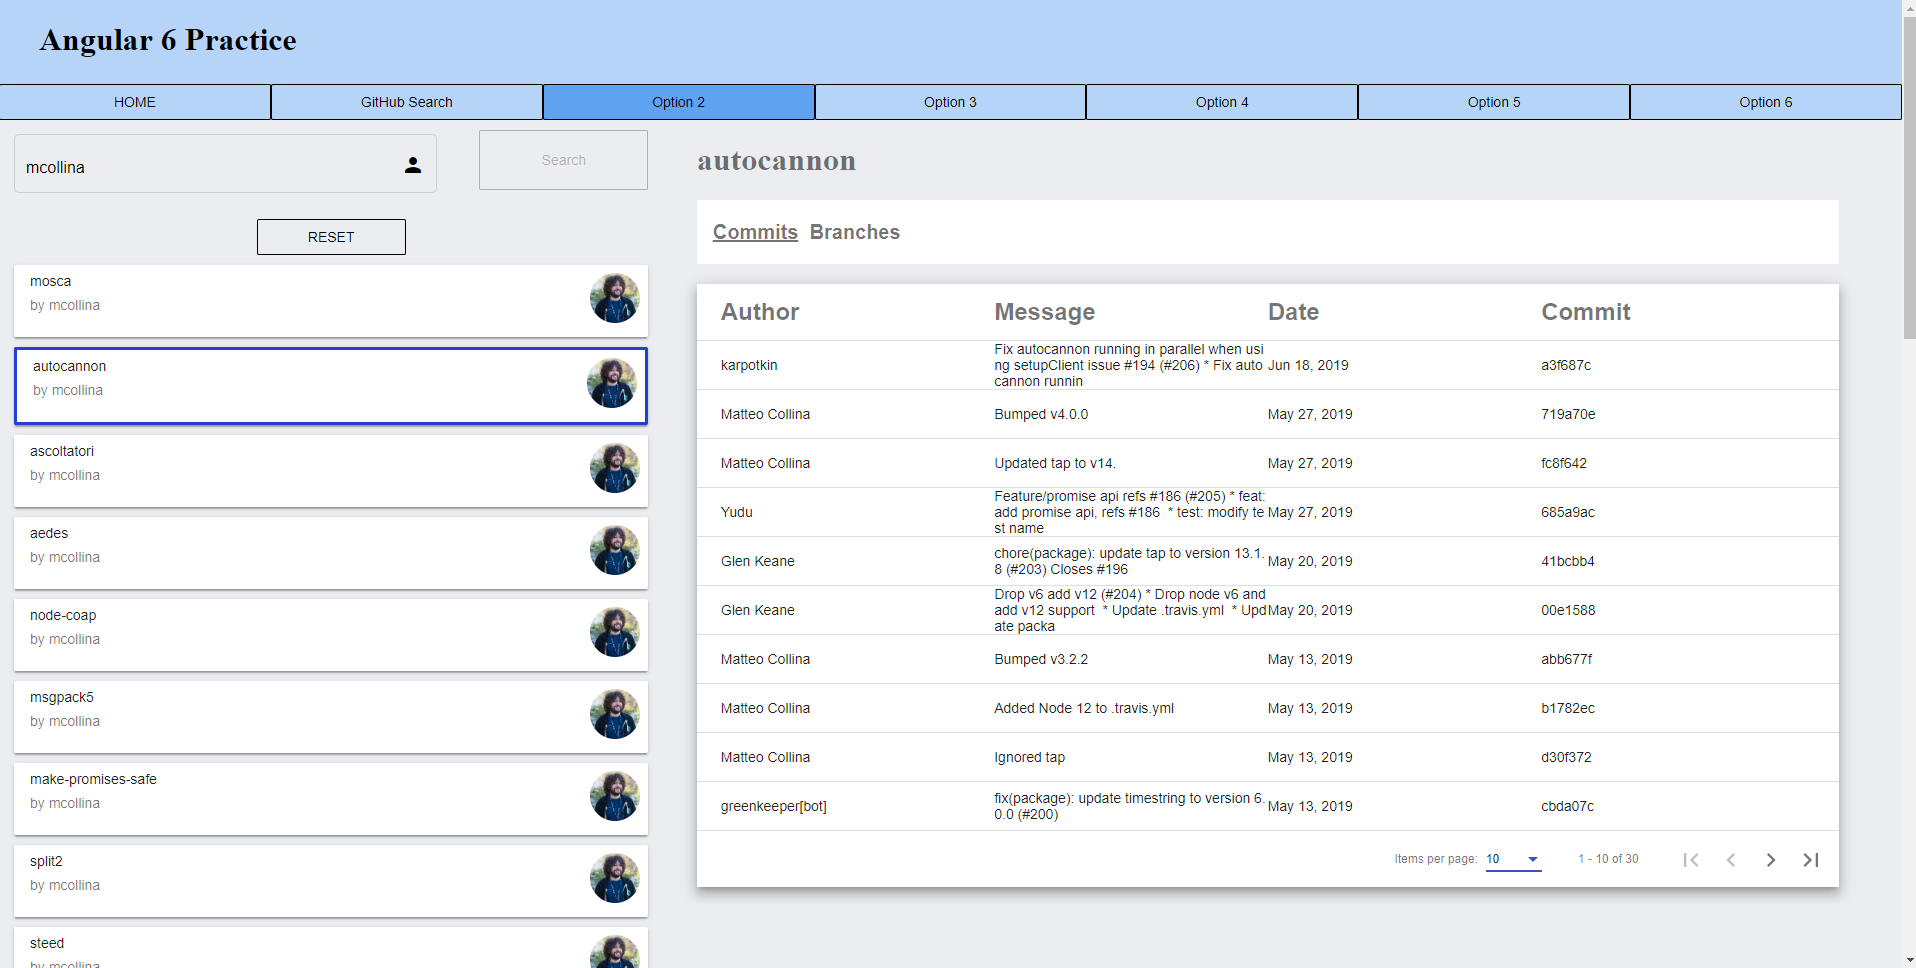 Angular 6 Practice
HOME GitHub Search Option 2 Option 3 Option 4 Option 5 Option 6
mcollina
Search
RESET
mosca
by mcollina
autocannon
by mcollina
ascoltatori
by mcollina
aedes
by mcollina
node-coap
by mcollina
msgpack5
by mcollina
make-promises-safe
by mcollina
split2
by mcollina
steed
by mcollina
autocannon
Commits Branches
Author Message Date Commit
karpotkin
Fix autocannon running in parallel when usi
ng setupClient issue #194 (#206) * Fix auto
cannon runnin
Jun 18, 2019
a3f687c
Matteo Collina Bumped v4.0.0 May 27, 2019 719a70e
Matteo Collina Updated tap to v14. May 27, 2019 fc8f642
Yudu
Feature/promise api refs #186 (#205) * feat:
add promise api, refs #186 * test: modify te
st name
May 27, 2019
685a9ac
Glen Keane
chore(package): update tap to version 13.1.
8 (#203) Closes #196
May 20, 2019
41bcbb4
Glen Keane
Drop v6 add v12 (#204) * Drop node v6 and
add v12 support * Update .travis.yml * Upd
ate packa
May 20, 2019
00e1588
Matteo Collina Bumped v3.2.2 May 13, 2019 abb677f
Matteo Collina Added Node 12 to .travis.yml May 13, 2019 b1782ec
Matteo Collina Ignored tap May 13, 2019 d30f372
greenkeeper[bot]
fix(package): update timestring to version 6.
0.0 (#200)
May 13, 2019
cbda07c
Items per page: 10 1 - 10 of 30